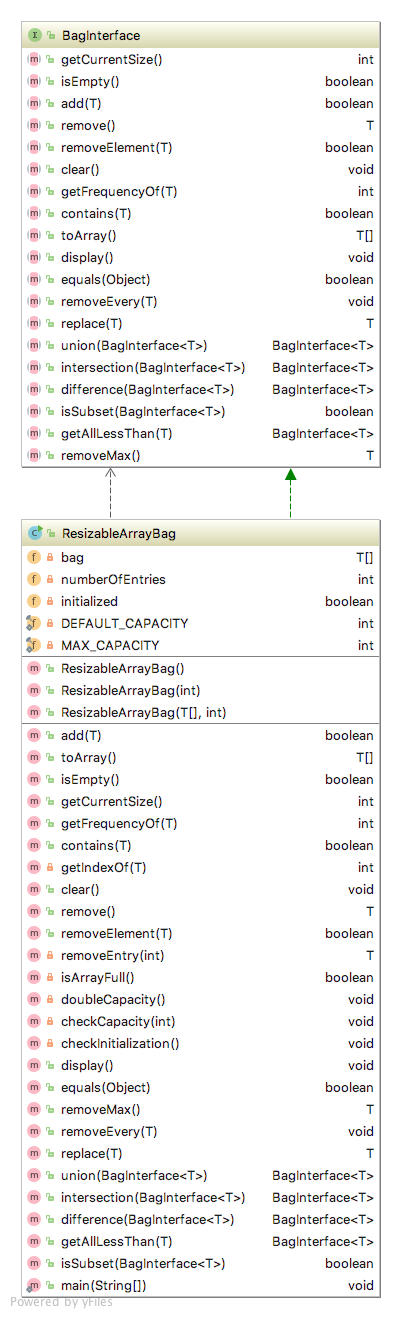 BagInterface
getCurrentSize() int
isEmpty() boolean
add(T) boolean
remove() T
removeElement(T) boolean
clear() void
getFrequencyOf(T) int
contains(T) boolean
toArray() T[]
display() void
equals(Object) boolean
removeEvery(T) void
replace(T) T
union(BagInterface<T>) BagInterface<T>
intersection(BagInterface<T>) BagInterface<T>
difference(BagInterface<T>) BagInterface<T>
isSubset(BagInterface<T>) boolean
getAllLessThan(T) BagInterface<T>
removeMax() T
ResizableArrayBag
bag T[]
numberOfEntries int
initialized boolean
DEFAULT_CAPACITY int
MAX_CAPACITY int
ResizableArrayBag()
ResizableArrayBag(int)
ResizableArrayBag(T[], int)
add(T) boolean
toArray() T[]
isEmpty() boolean
getCurrentSize() int
getFrequencyOf(T) int
contains(T) boolean
getIndexOf(T) int
clear() void
remove() T
removeElement(T) boolean
removeEntry(int) T
isArrayFull() boolean
doubleCapacity() void
checkCapacity(int) void
checkInitialization() void
display() void
equals(Object) boolean
removeMax() T
removeEvery(T) void
replace(T) T
union(BagInterface<T>) BagInterface<T>
intersection(BagInterface<T>) BagInterface<T>
difference(BagInterface<T>) BagInterface<T>
getAllLessThan(T) BagInterface<T>
isSubset(BagInterface<T>) boolean
main(String[]) void
Powered by yFiles